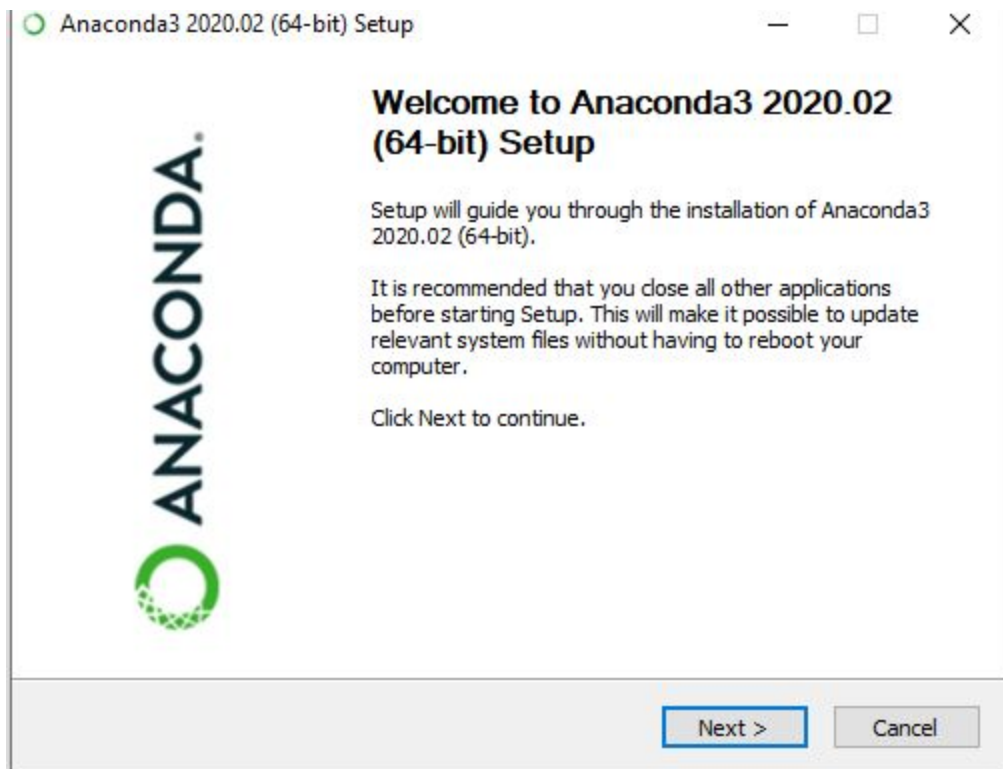 Anaconda3 2020.02 (64-bit) Setup
ANACONDA.
Welcome to Anaconda3 2020.02
(64-bit) Setup
Setup will guide you through the installation of Anaconda3
2020.02 (64-bit).
It is recommended that you close all other applications
before starting Setup. This will make it possible to update
relevant system files without having to reboot your
computer.
Click Next to continue.
Next >
Cancel